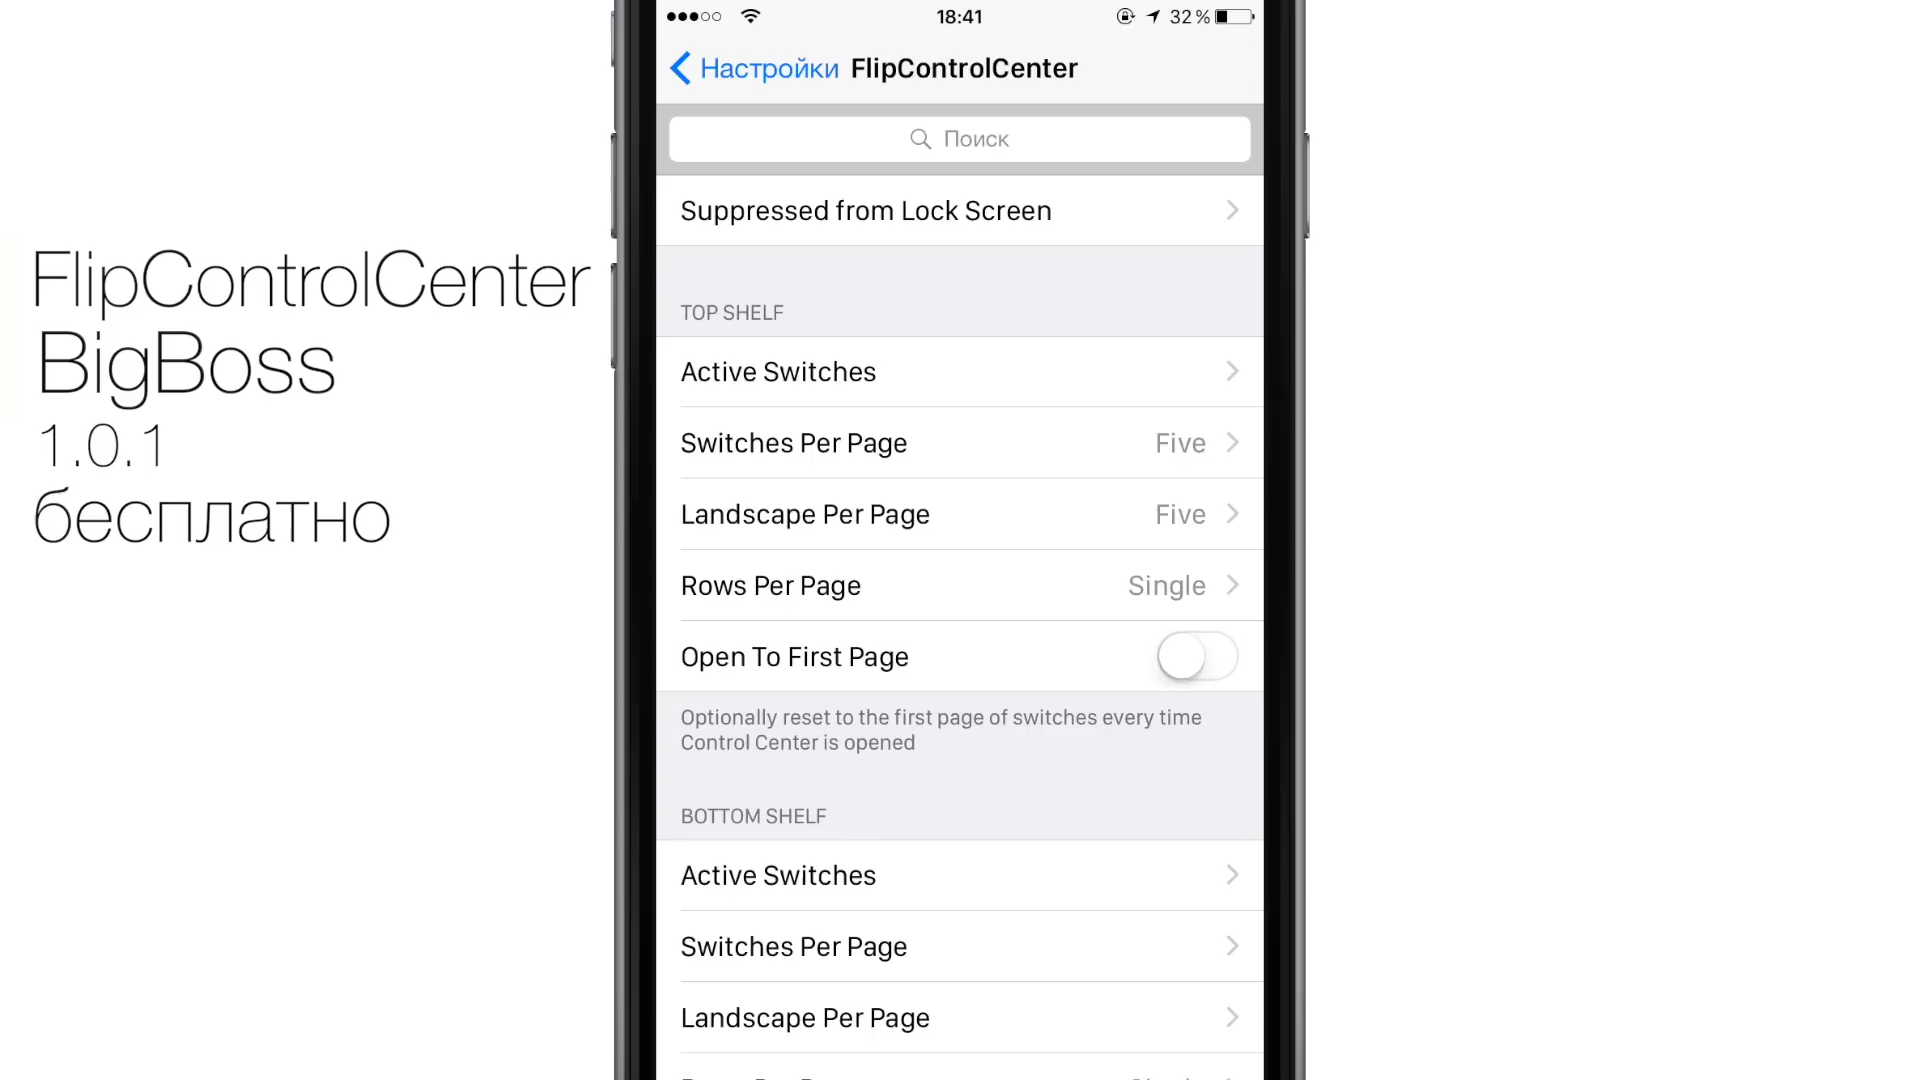 18:41
32 %
Настройки FlipControlCenter
Поиск
Suppressed from Lock Screen
TOP SHELF
Active Switches
Switches Per Page Five
Landscape Per Page Five
Rows Per Page Single
Open To First Page
Optionally reset to the first page of switches every time
Control Center is opened
BOTTOM SHELF
Active Switches
Switches Per Page
Landscape Per Page
FlipControlCenter
BigBoss
1.0.1
бесплатно